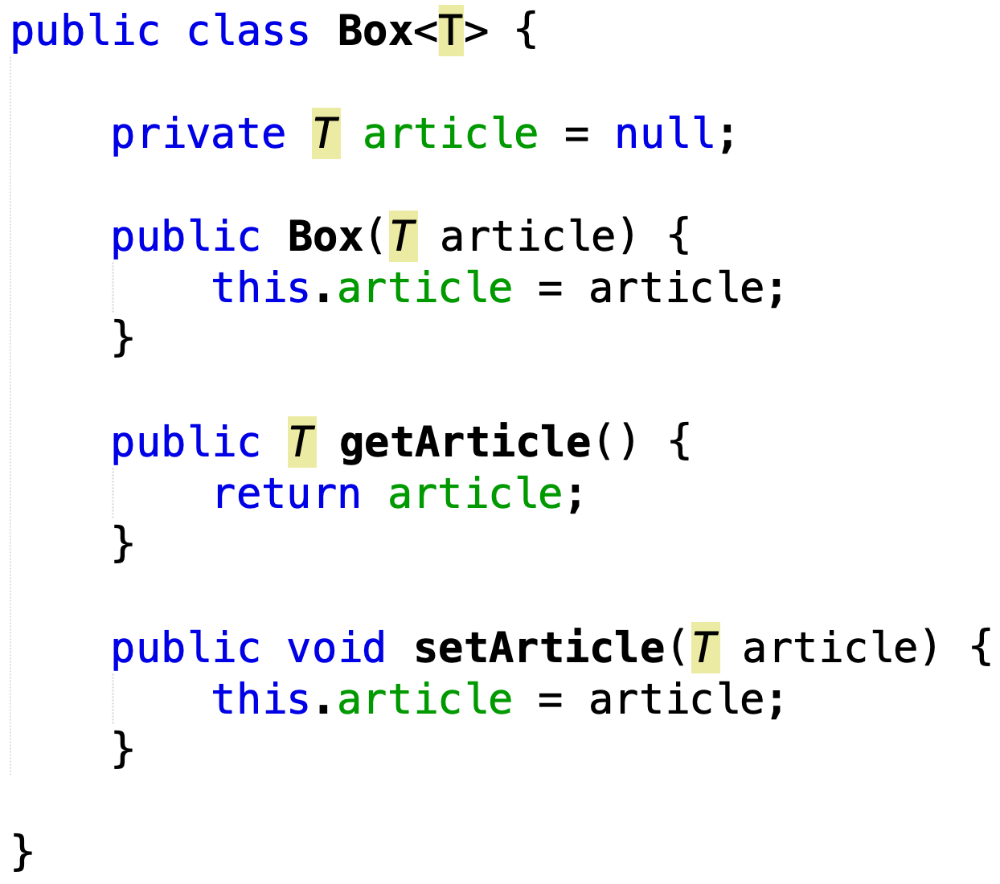 public class Box<T> {
private T article = null;
public Box(T article) {
this.article = article;
}
public T getArticle() {
return article;
}
public void setArticle(T article) {
this.article = article;
}
}